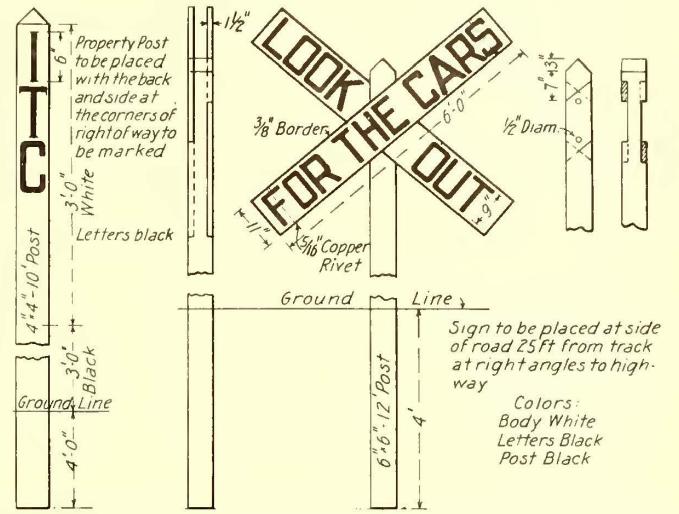 ITC
6"
Property Post
to be placed
with the back
and side at
the corners of
right of way to
be marked
3'-0"
White
Letters black
4"x4"-10' Post
3'-0"
Black
Ground Line
4'-0"
1½"
LOOK
OUT
FOR THE CARS
6'-0"
⅜" Border
11"
9"
5/16" Copper
Rivet
3"
7"
½" Diam.
Ground Line
6"x6"-12' Post
4'
Sign to be placed at side
of road 25ft from track
at right angles to high-
way
Colors:
Body White
Letters Black
Post Black